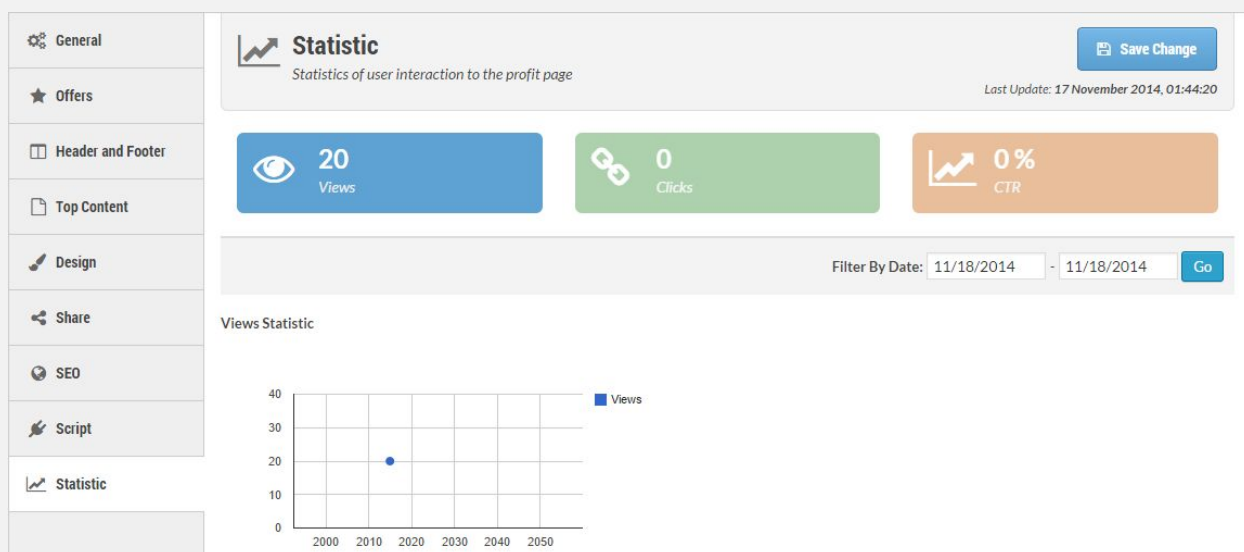 General
Offers
Header and Footer
Top Content
Design
Share
SEO
Script
Statistic
Statistic
Statistics of user interaction to the profit page
Save Change
Last Update: 17 November 2014, 01:44:20
20
Views
0
Clicks
0 %
CTR
Filter By Date: 11/18/2014 - 11/18/2014 Go
Views Statistic
40
30
20
10
0
2000 2010 2020 2030 2040 2050
Views